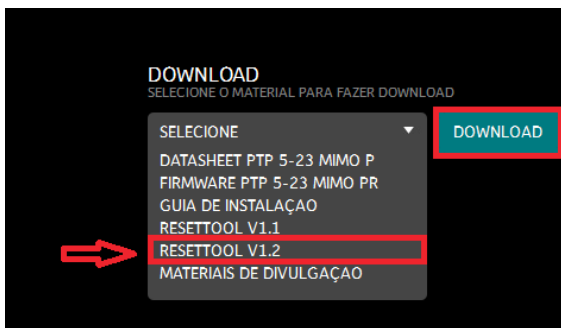 DOWNLOAD
SELECIONE O MATERIAL PARA FAZER DOWNLOAD
SELECIONE
DOWNLOAD
DATASHEET PTP 5-23 MIMO P
FIRMWARE PTP 5-23 MIMO PR
GUIA DE INSTALAÇAO
RESETTOOL V1.1
RESETTOOL V1.2
MATERIAIS DE DIVULGAÇAO